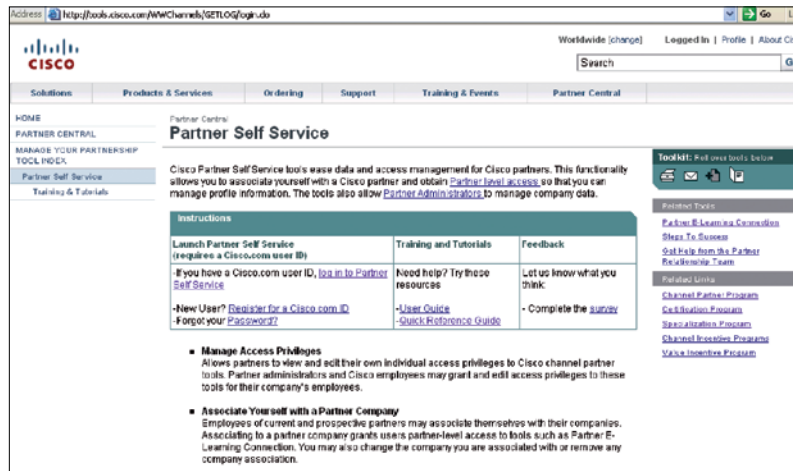 Address http://tools.cisco.com/WWChannels/GETLOG/login.do Go
Worldwide [change] Logged In | Profile | About
CISCO
Search
Solutions Products & Services Ordering Support Training & Events Partner Central
HOME
PARTNER CENTRAL
MANAGE YOUR PARTNERSHIP
TOOL INDEX
Partner Self Service
Training & Tutorials
Partner Central
Partner Self Service
Cisco Partner Self Service tools ease data and access management for Cisco partners. This functionality
allows you to associate yourself with a Cisco partner and obtain Partner level access so that you can
manage profile information. The tools also allow Partner Administrators to manage company data.
Instructions
Launch Partner Self Service
(requires a Cisco.com user ID)
-If you have a Cisco.com user ID, log in to Partner
Self Service
-New User? Register for a Cisco.com ID
-Forgot your Password?
Training and Tutorials
Need help? Try these
resources
-User Guide
-Quick Reference Guide
Feedback
Let us know what you
think:
- Complete the survey
■ Manage Access Privileges
Allows partners to view and edit their own individual access privileges to Cisco channel partner
tools. Partner administrators and Cisco employees may grant and edit access privileges to these
tools for their company's employees.
■ Associate Yourself with a Partner Company
Employees of current and prospective partners may associate themselves with their companies.
Associating to a partner company grants users partner-level access to tools such as Partner E-
Learning Connection. You may also change the company you are associated with or remove any
company association.
Toolkit: Roll over tools below
Related Tools
Partner E-Learning Connection
Steps To Success
Get Help from the Partner
Relationship Team
Related Links
Channel Partner Program
Certification Program
Specialization Program
Channel Incentive Programs
Value Incentive Program